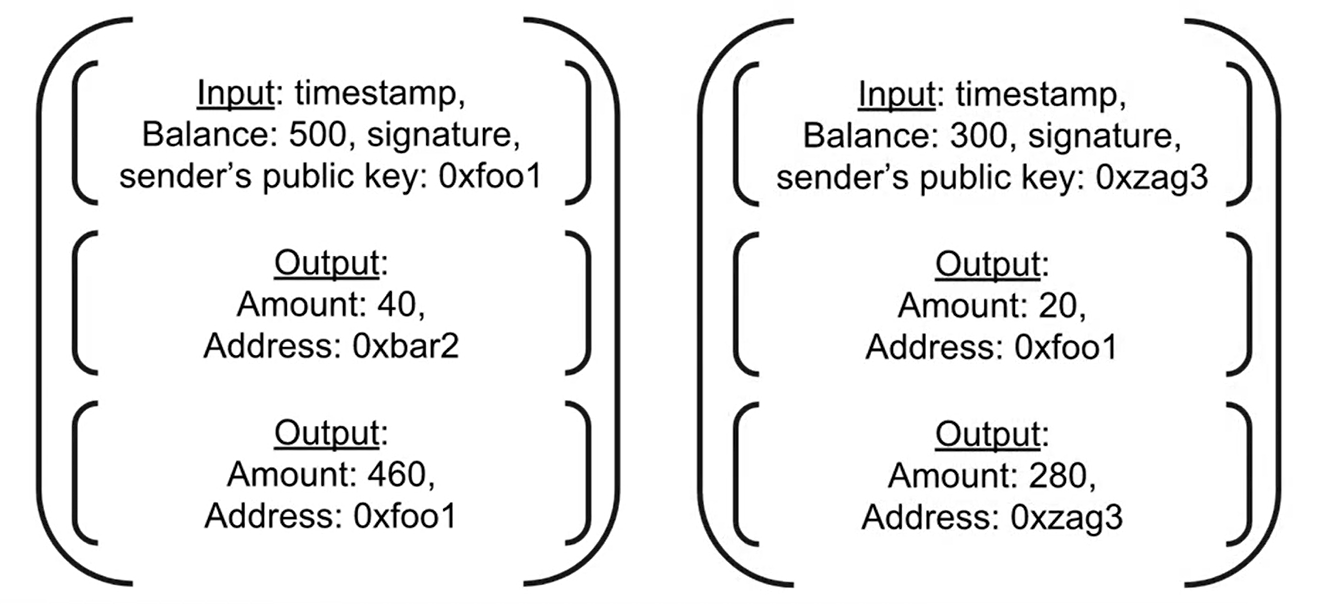 Input: timestamp,
Balance: 500, signature,
sender’s public key: 0xfoo1
Output:
Amount: 40,
Address: 0xbar2
Output:
Amount: 460,
Address: 0xfoo1
Input: timestamp,
Balance: 300, signature,
sender’s public key: 0xzag3
Output:
Amount: 20,
Address: 0xfoo1
Output:
Amount: 280,
Address: 0xzag3